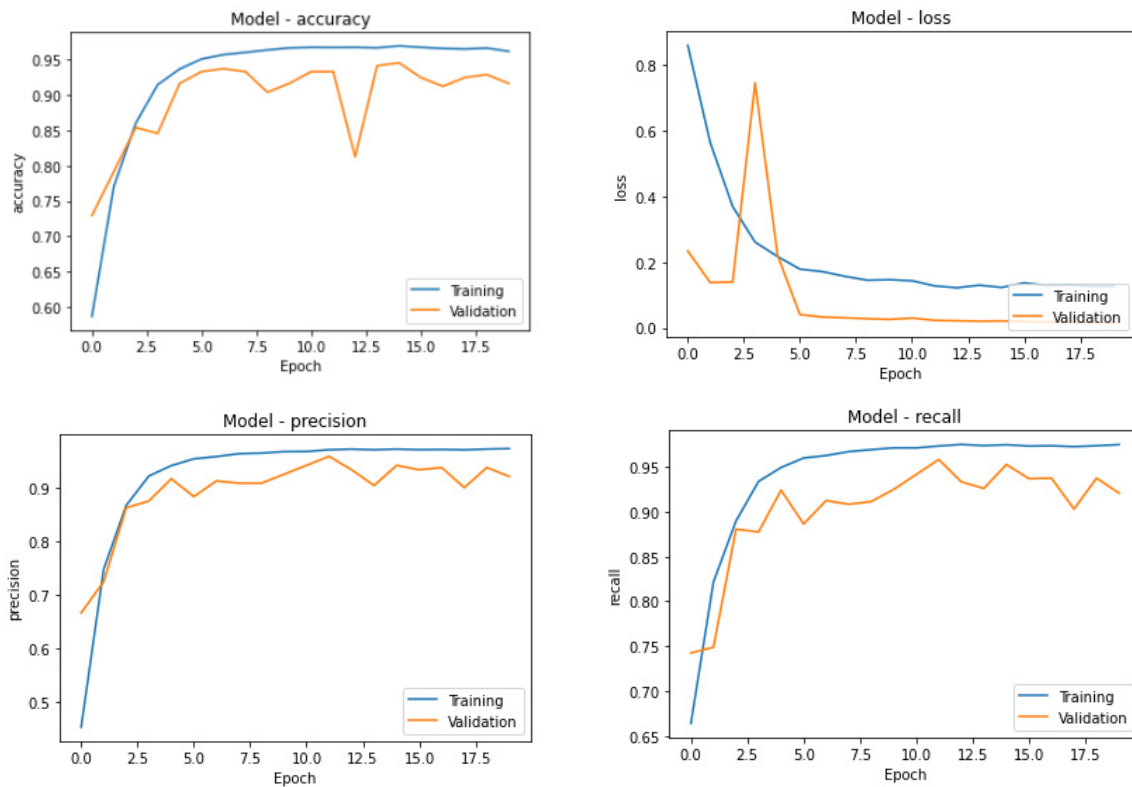 Model - accuracy
accuracy
0.95
0.90
0.85
0.80
0.75
0.70
0.65
0.60
0.0 2.5 5.0 7.5 10.0 12.5 15.0 17.5
Epoch
Training
Validation
Model - loss
loss
0.8
0.6
0.4
0.2
0.0
0.0 2.5 5.0 7.5 10.0 12.5 15.0 17.5
Epoch
Training
Validation
Model - precision
precision
0.9
0.8
0.7
0.6
0.5
0.0 2.5 5.0 7.5 10.0 12.5 15.0 17.5
Epoch
Training
Validation
Model - recall
recall
0.95
0.90
0.85
0.80
0.75
0.70
0.65
0.0 2.5 5.0 7.5 10.0 12.5 15.0 17.5
Epoch
Training
Validation